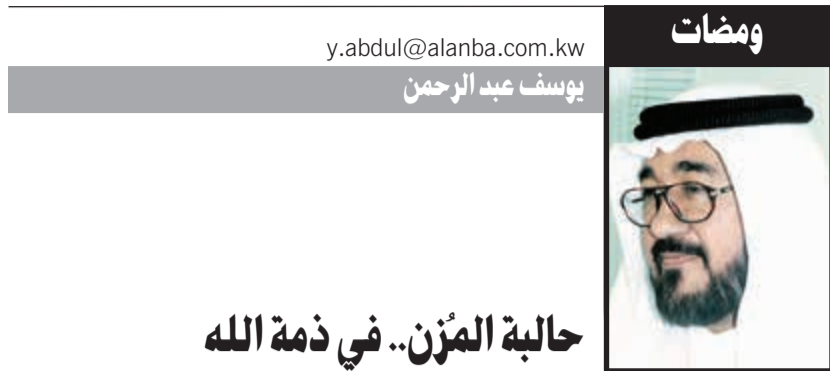 ومضات
y.abdul@alanba.com.kw
يوسف عبد الرحمن
حالبة المُزن.. في ذمة الله